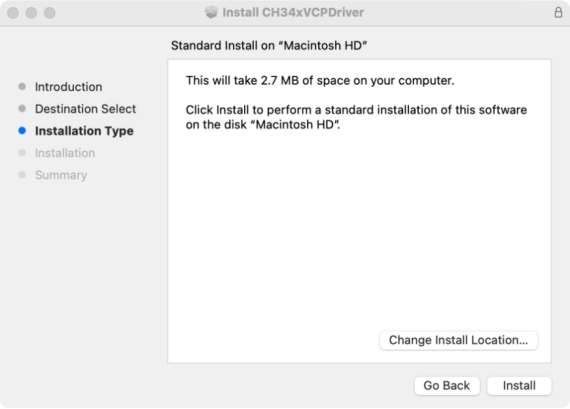 Install CH34xVCPDriver
Standard Install on “Macintosh HD”
Introduction
Destination Select
Installation Type
Installation
Summary
This will take 2.7 MB of space on your computer.
Click Install to perform a standard installation of this software
on the disk “Macintosh HD”.
Change Install Location...
Go Back
Install